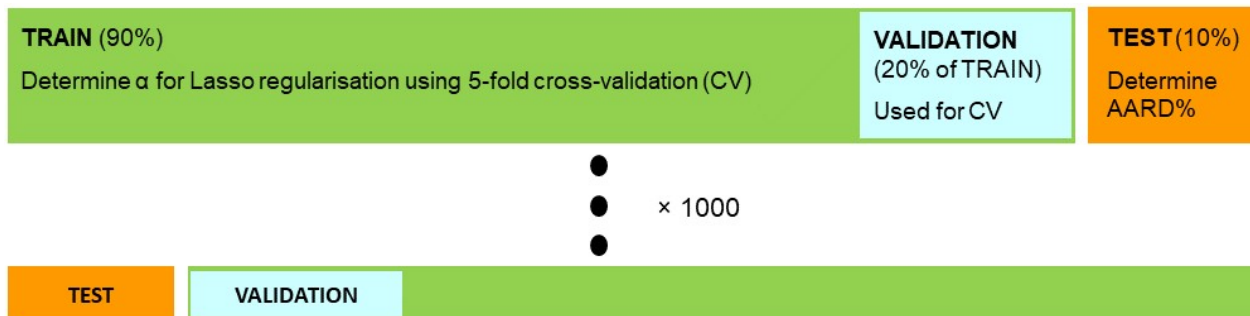 TRAIN (90%)
Determine α for Lasso regularisation using 5-fold cross-validation (CV)
VALIDATION
(20% of TRAIN)
Used for CV
TEST (10%)
Determine
AARD%
× 1000
TEST
VALIDATION